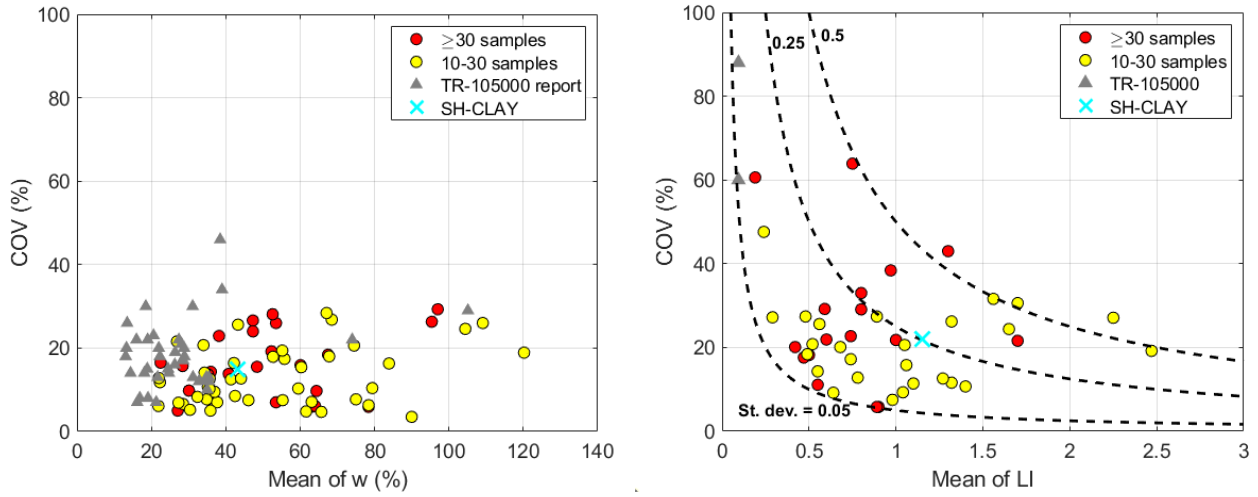 100
80
60
40
20
0
COV (%)
0 20 40 60 80 100 120 140
Mean of w (%)
≥30 samples
10-30 samples
TR-105000 report
SH-CLAY
100
80
60
40
20
0
COV (%)
0 0.5 1 1.5 2 2.5 3
Mean of LI
0.25
0.5
St. dev. = 0.05
≥30 samples
10-30 samples
TR-105000
SH-CLAY